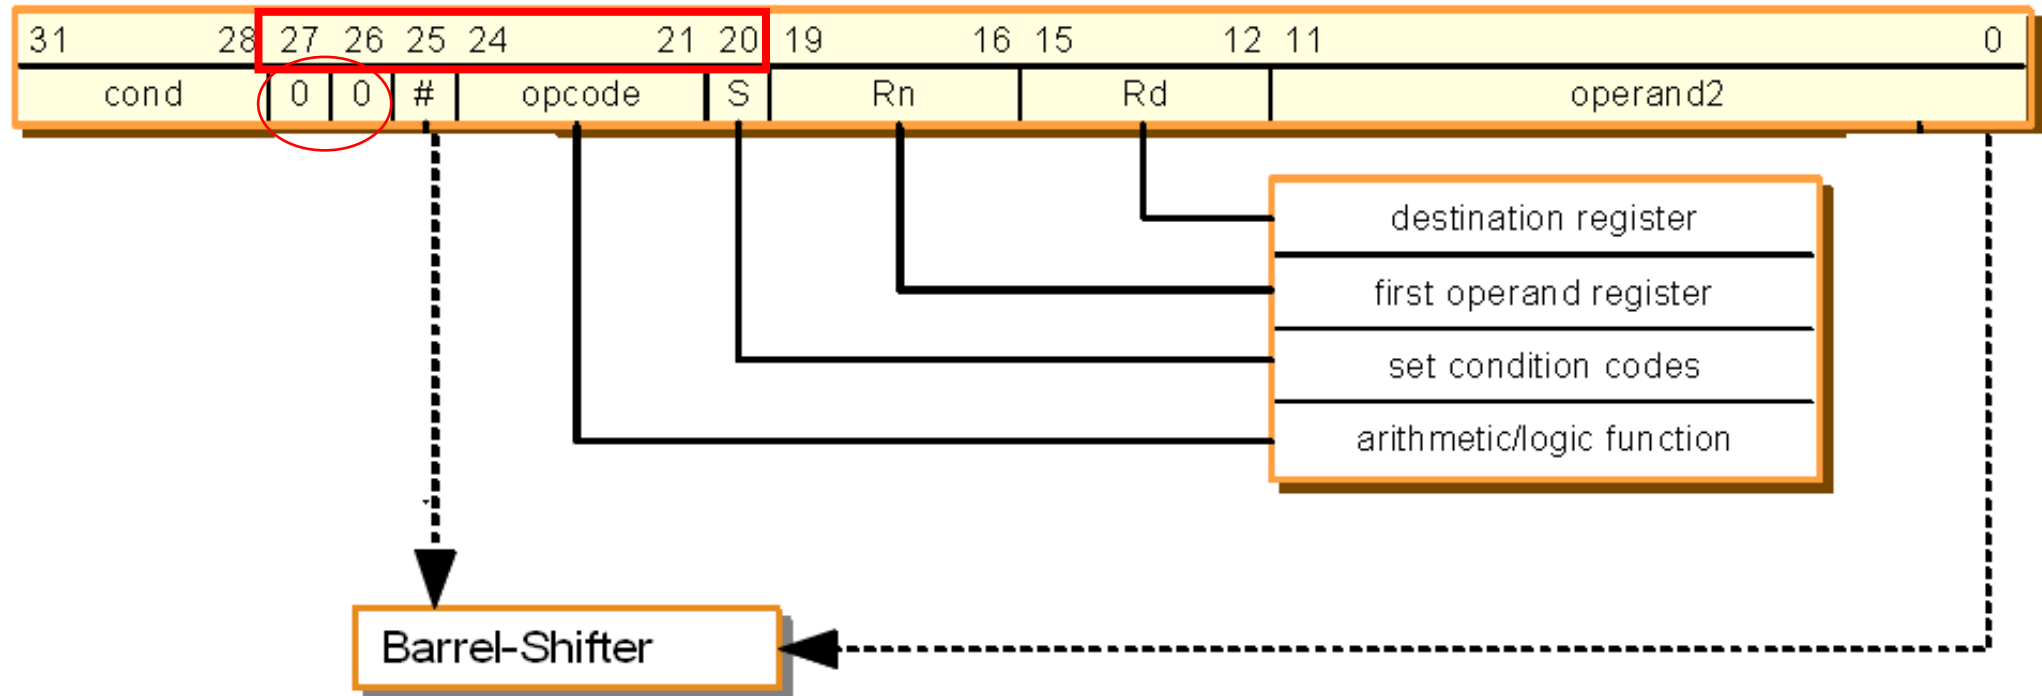 31 28 27 26 25 24 21 20 19 16 15 12 11 0
cond 0 0 # opcode S Rn Rd operand2
destination register
first operand register
set condition codes
arithmetic/logic function
Barrel-Shifter